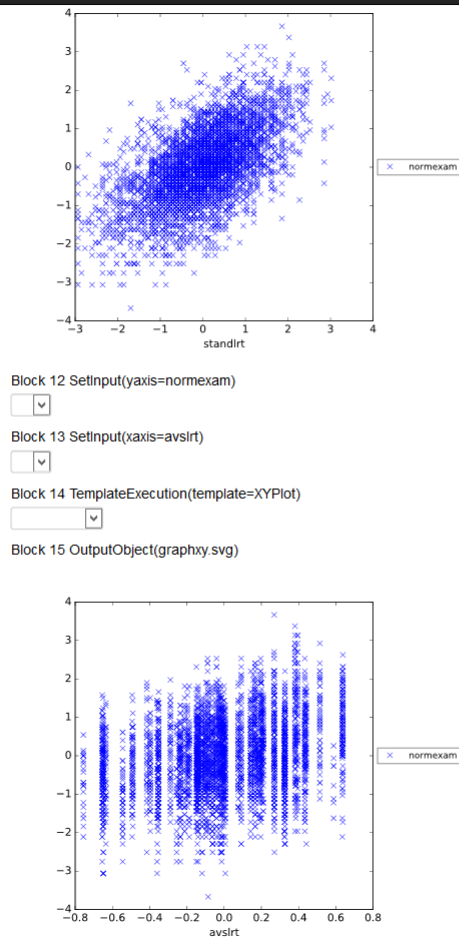 4
3
2
1
0
−1
−2
−3
−4
−3 −2 −1 0 1 2 3 4
standlrt
normexam
Block 12 SetInput(yaxis=normexam)
Block 13 SetInput(xaxis=avslrt)
Block 14 TemplateExecution(template=XYPlot)
Block 15 OutputObject(graphxy.svg)
4
3
2
1
0
−1
−2
−3
−4
−0.8 −0.6 −0.4 −0.2 0.0 0.2 0.4 0.6 0.8
avslrt
normexam